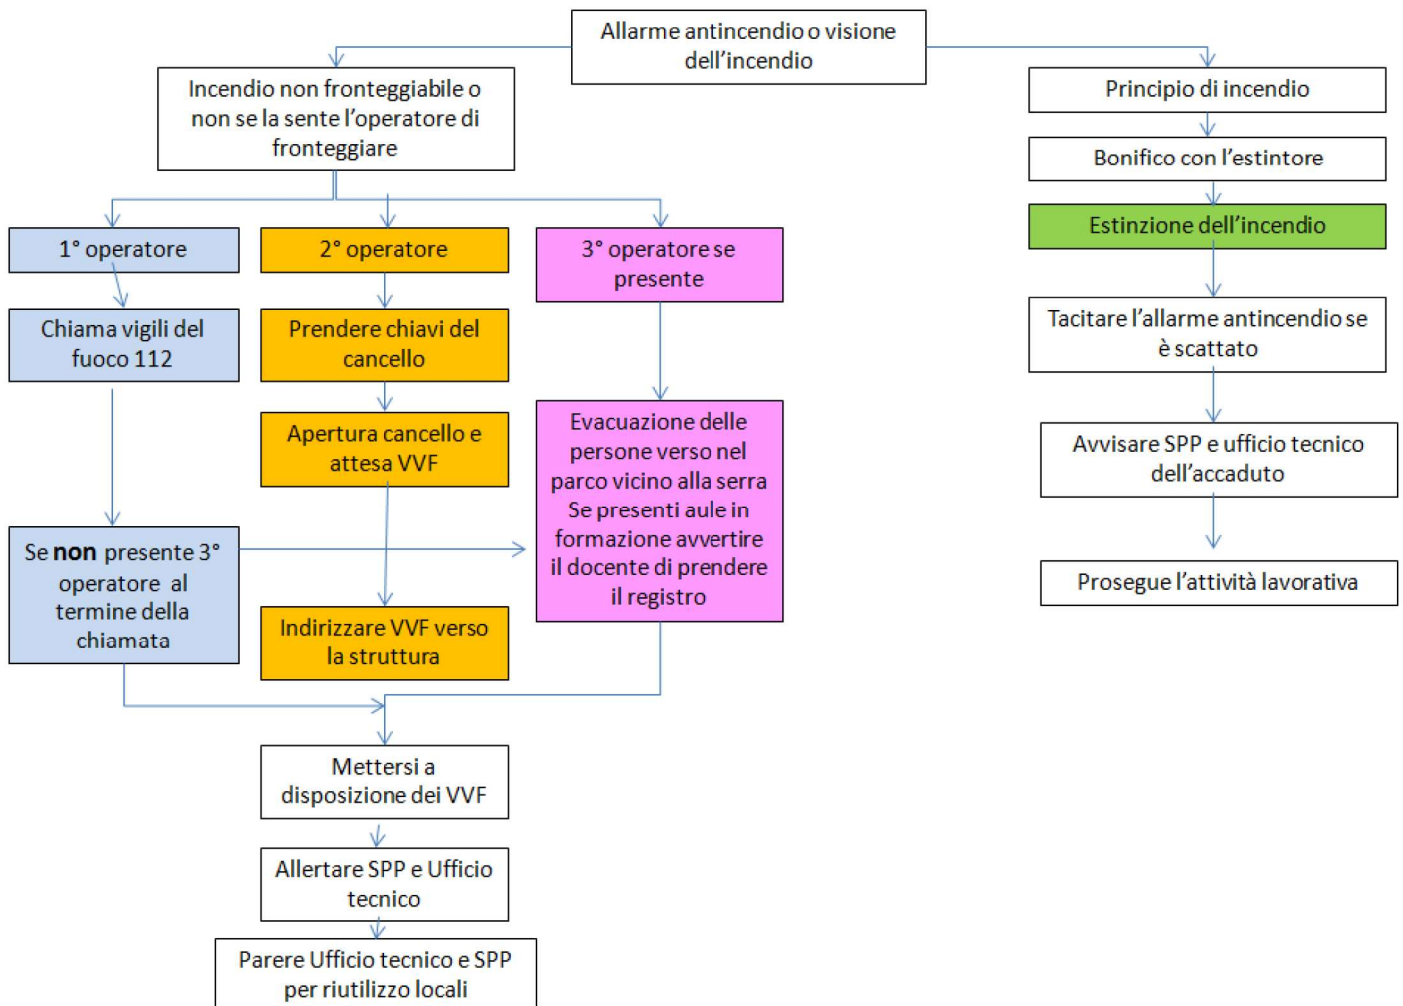 Allarme antincendio o visione
dell'incendio
Incendio non fronteggiabile o
non se la sente l'operatore di
fronteggiare
1° operatore
Chiama vigili del
fuoco 112
Se non presente 3°
operatore al
termine della
chiamata
2° operatore
Prendere chiavi del
cancello
Apertura cancello e
attesa VVF
Indirizzare VVF verso
la struttura
3° operatore se
presente
Evacuazione delle
persone verso nel
parco vicino alla serra
Se presenti aule in
formazione avvertire
il docente di prendere
il registro
Mettersi a
disposizione dei VVF
Allertare SPP e Ufficio
tecnico
Parere Ufficio tecnico e SPP
per riutilizzo locali
Principio di incendio
Bonifico con l'estintore
Estinzione dell'incendio
Tacitare l'allarme antincendio se
è scattato
Avvisare SPP e ufficio tecnico
dell'accaduto
Prosegue l'attività lavorativa